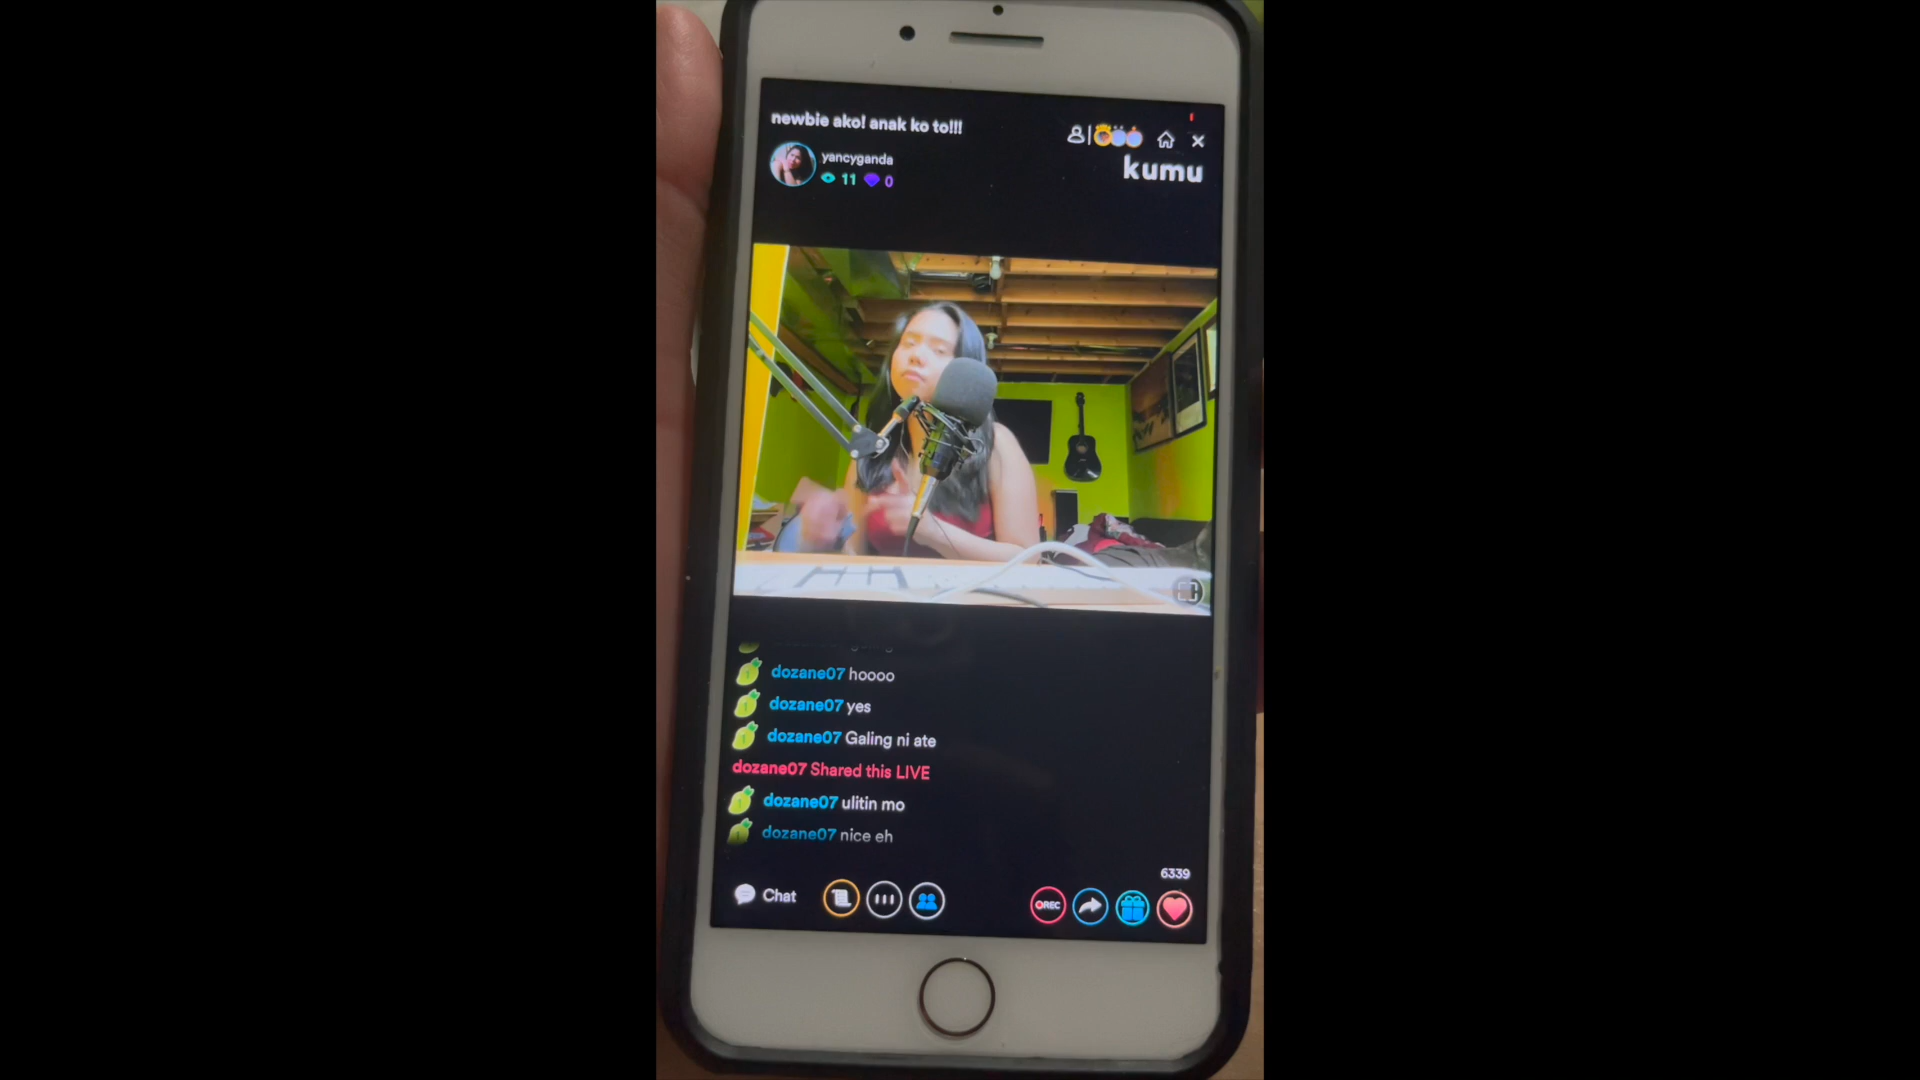 newbie ako! anak ko to!!!
yancyganda
11 0
kumu
dozane07 hoooo
dozane07 yes
dozane07 Galing ni ate
dozane07 Shared this LIVE
dozane07 ulitin mo
dozane07 nice eh
6339
Chat
REC